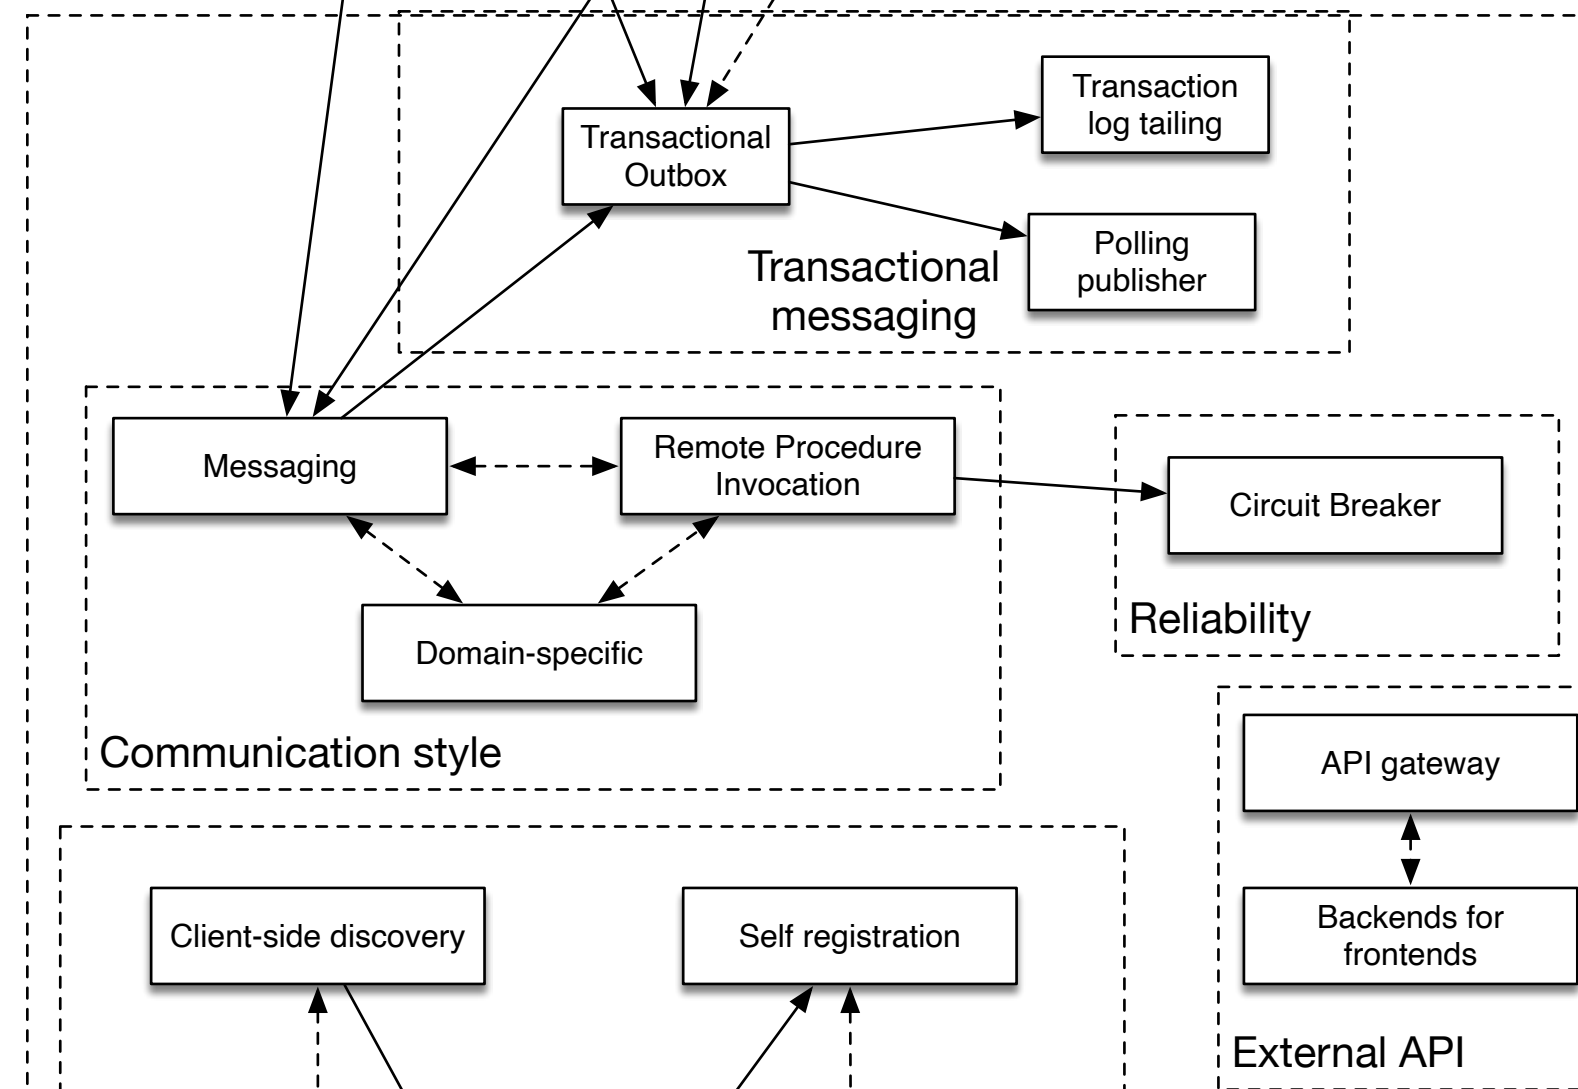 Transaction
log tailing
Transactional
Outbox
Polling
publisher
Transactional
messaging
Messaging
Remote Procedure
Invocation
Circuit Breaker
Domain-specific
Reliability
Communication style
API gateway
Client-side discovery
Self registration
Backends for
frontends
External API